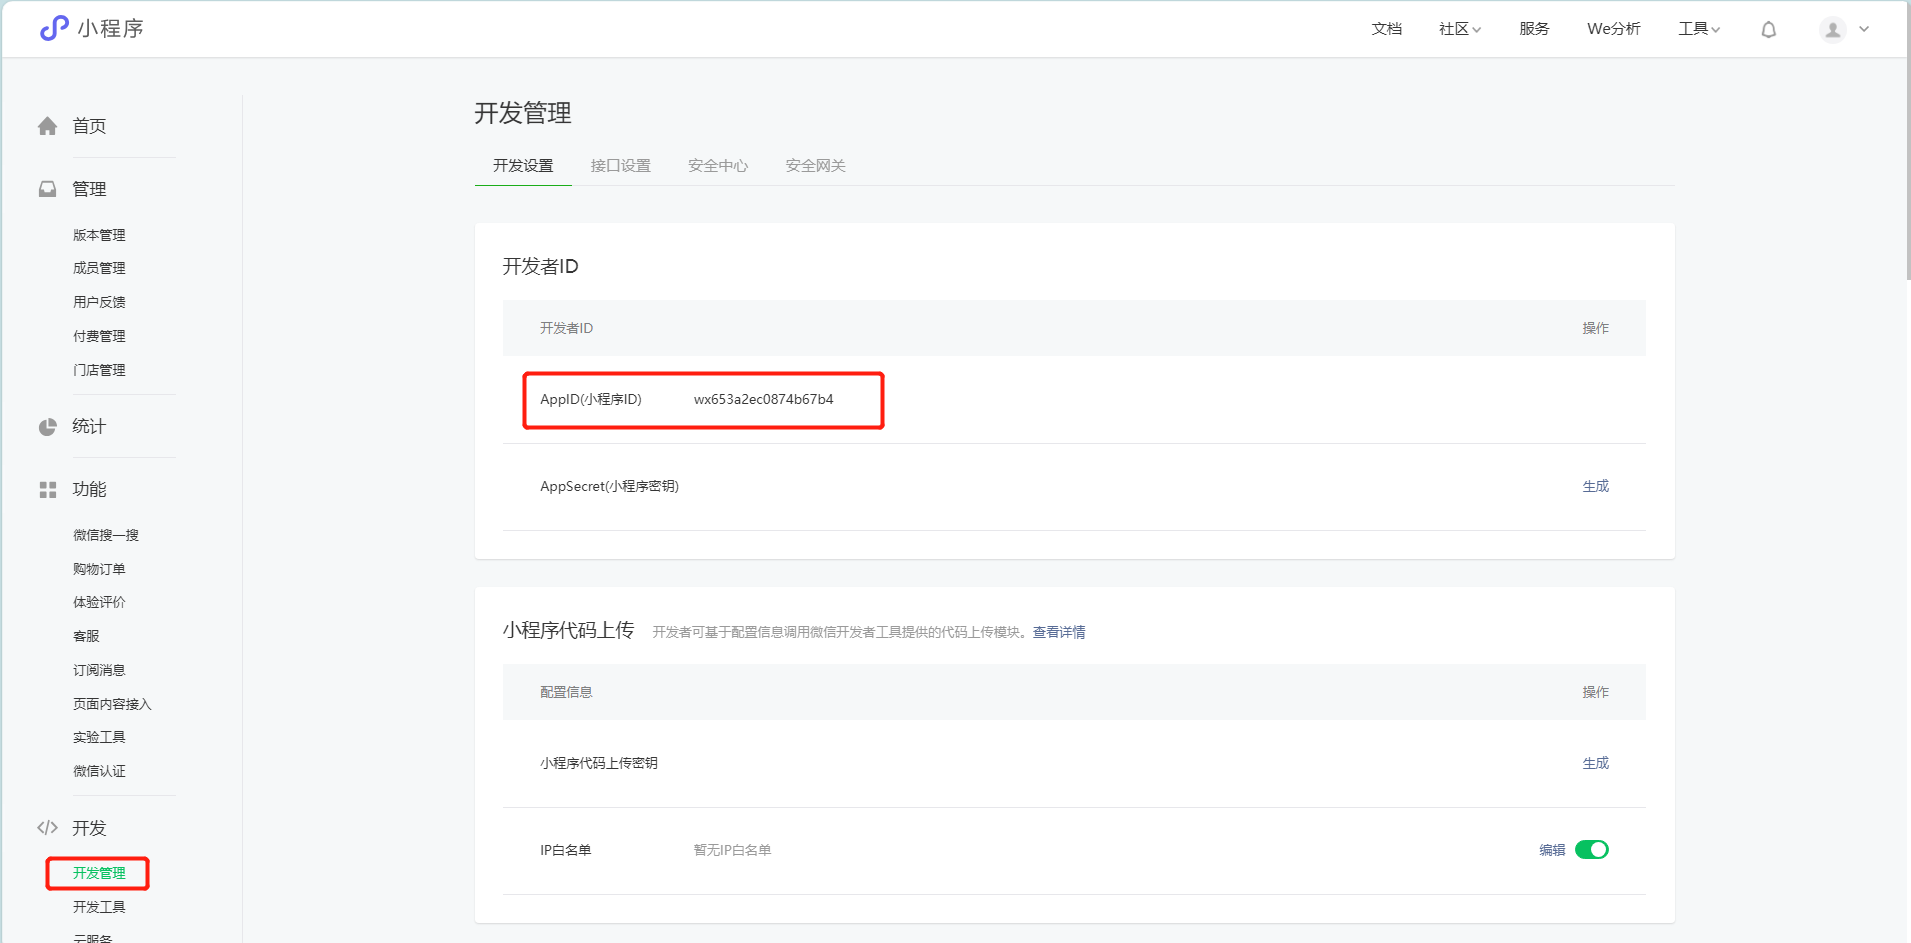 小程序
文档 社区 服务 We分析 工具
首页
管理
版本管理
成员管理
用户反馈
付费管理
门店管理
统计
功能
微信搜一搜
购物订单
体验评价
客服
订阅消息
页面内容接入
实验工具
微信认证
开发
开发管理
开发工具
云服务
开发管理
开发设置 接口设置 安全中心 安全网关
开发者ID
开发者ID 操作
AppID(小程序ID) wx653a2ec0874b67b4
AppSecret(小程序密钥) 生成
小程序代码上传 开发者可基于配置信息调用微信开发者工具提供的代码上传模块。查看详情
配置信息 操作
小程序代码上传密钥 生成
IP白名单 暂无IP白名单 编辑